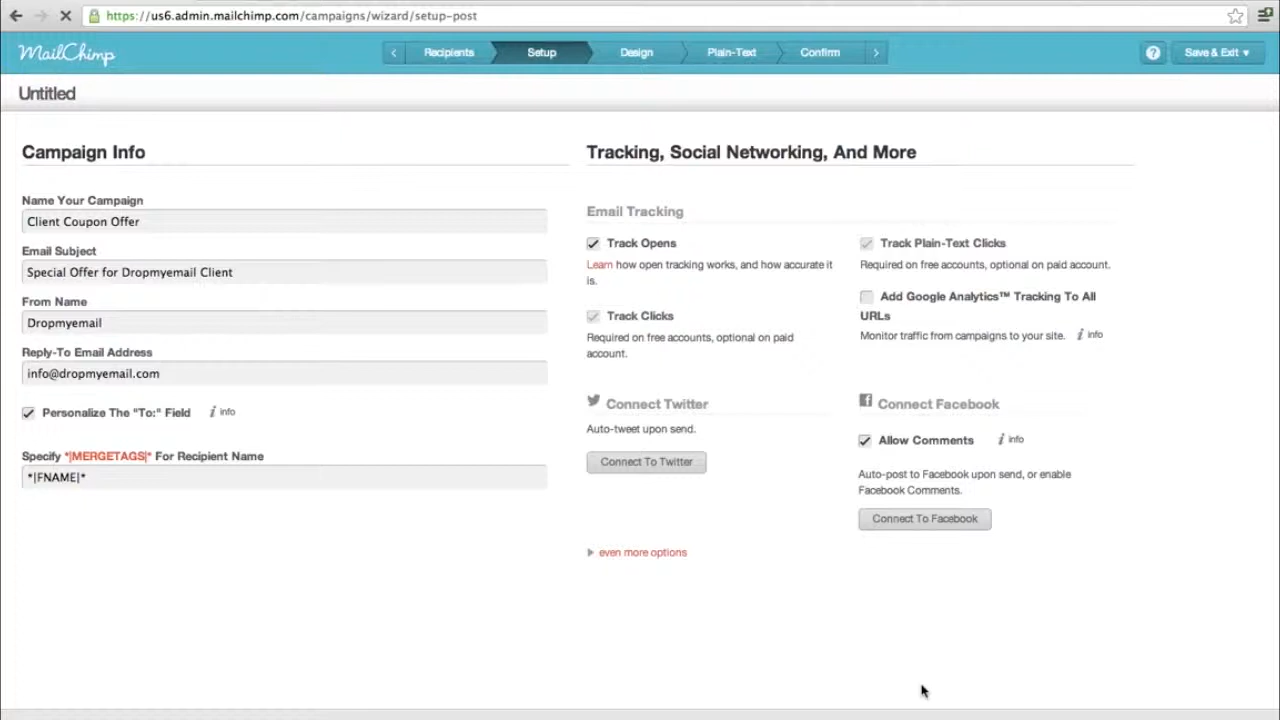 https://us6.admin.mailchimp.com/campaigns/wizard/setup-post
MailChimp
Recipients
Setup
Design
Plain-Text
Confirm
?
Save & Exit ▾
Untitled
Campaign Info
Name Your Campaign
Client Coupon Offer
Email Subject
Special Offer for Dropmyemail Client
From Name
Dropmyemail
Reply-To Email Address
info@dropmyemail.com
Personalize The "To:" Field
i info
Specify *|MERGETAGS|* For Recipient Name
*|FNAME|*
Tracking, Social Networking, And More
Email Tracking
Track Opens
Learn how open tracking works, and how accurate it
is.
Track Clicks
Required on free accounts, optional on paid
account.
Track Plain-Text Clicks
Required on free accounts, optional on paid account.
Add Google Analytics™ Tracking To All
URLs
Monitor traffic from campaigns to your site.
i info
Connect Twitter
Auto-tweet upon send.
Connect To Twitter
Connect Facebook
Allow Comments
i info
Auto-post to Facebook upon send, or enable
Facebook Comments.
Connect To Facebook
even more options